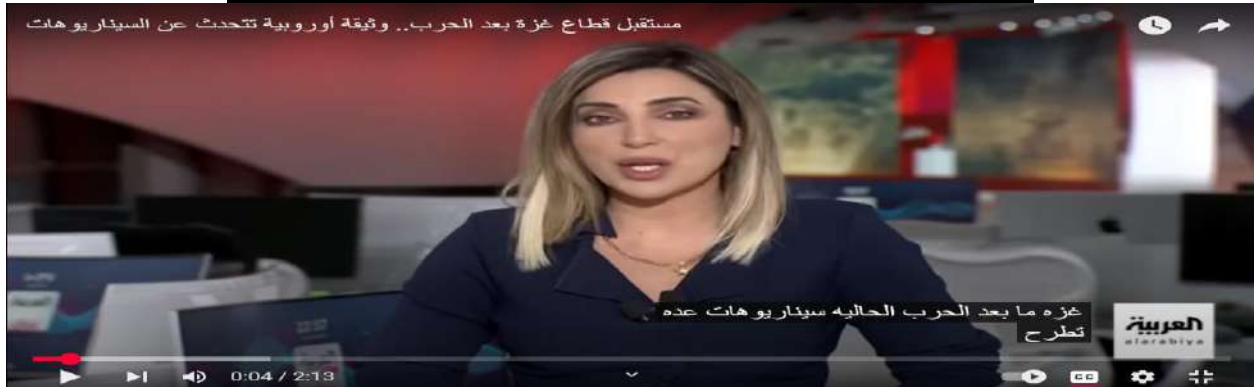 مستقبل قطاع غزة بعد الحرب.. وثيقة أوروبية تتحدث عن السيناريوهات
غزه ما بعد الحرب الحاليه سيناريوهات عده
تطرح
العربية
alarabiya
0:04 / 2:13
CC